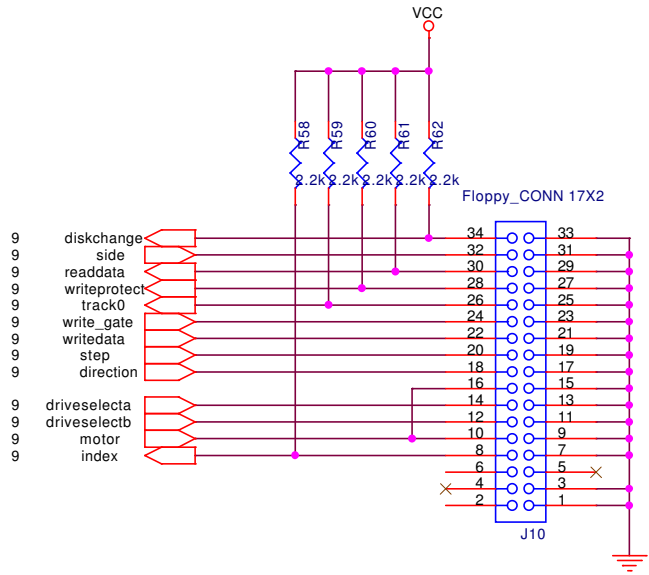 VCC
R58 R59 R60 R61 R62
2.2k 2.2k 2.2k 2.2k 2.2k
Floppy_CONN 17X2
9 diskchange 34 33
9 side 32 31
9 readdata 30 29
9 writeprotect 28 27
9 track0 26 25
9 write_gate 24 23
9 writedata 22 21
9 step 20 19
9 direction 18 17
16 15
9 driveselecta 14 13
9 driveselectb 12 11
9 motor 10 9
9 index 8 7
6 5
4 3
2 1
J10